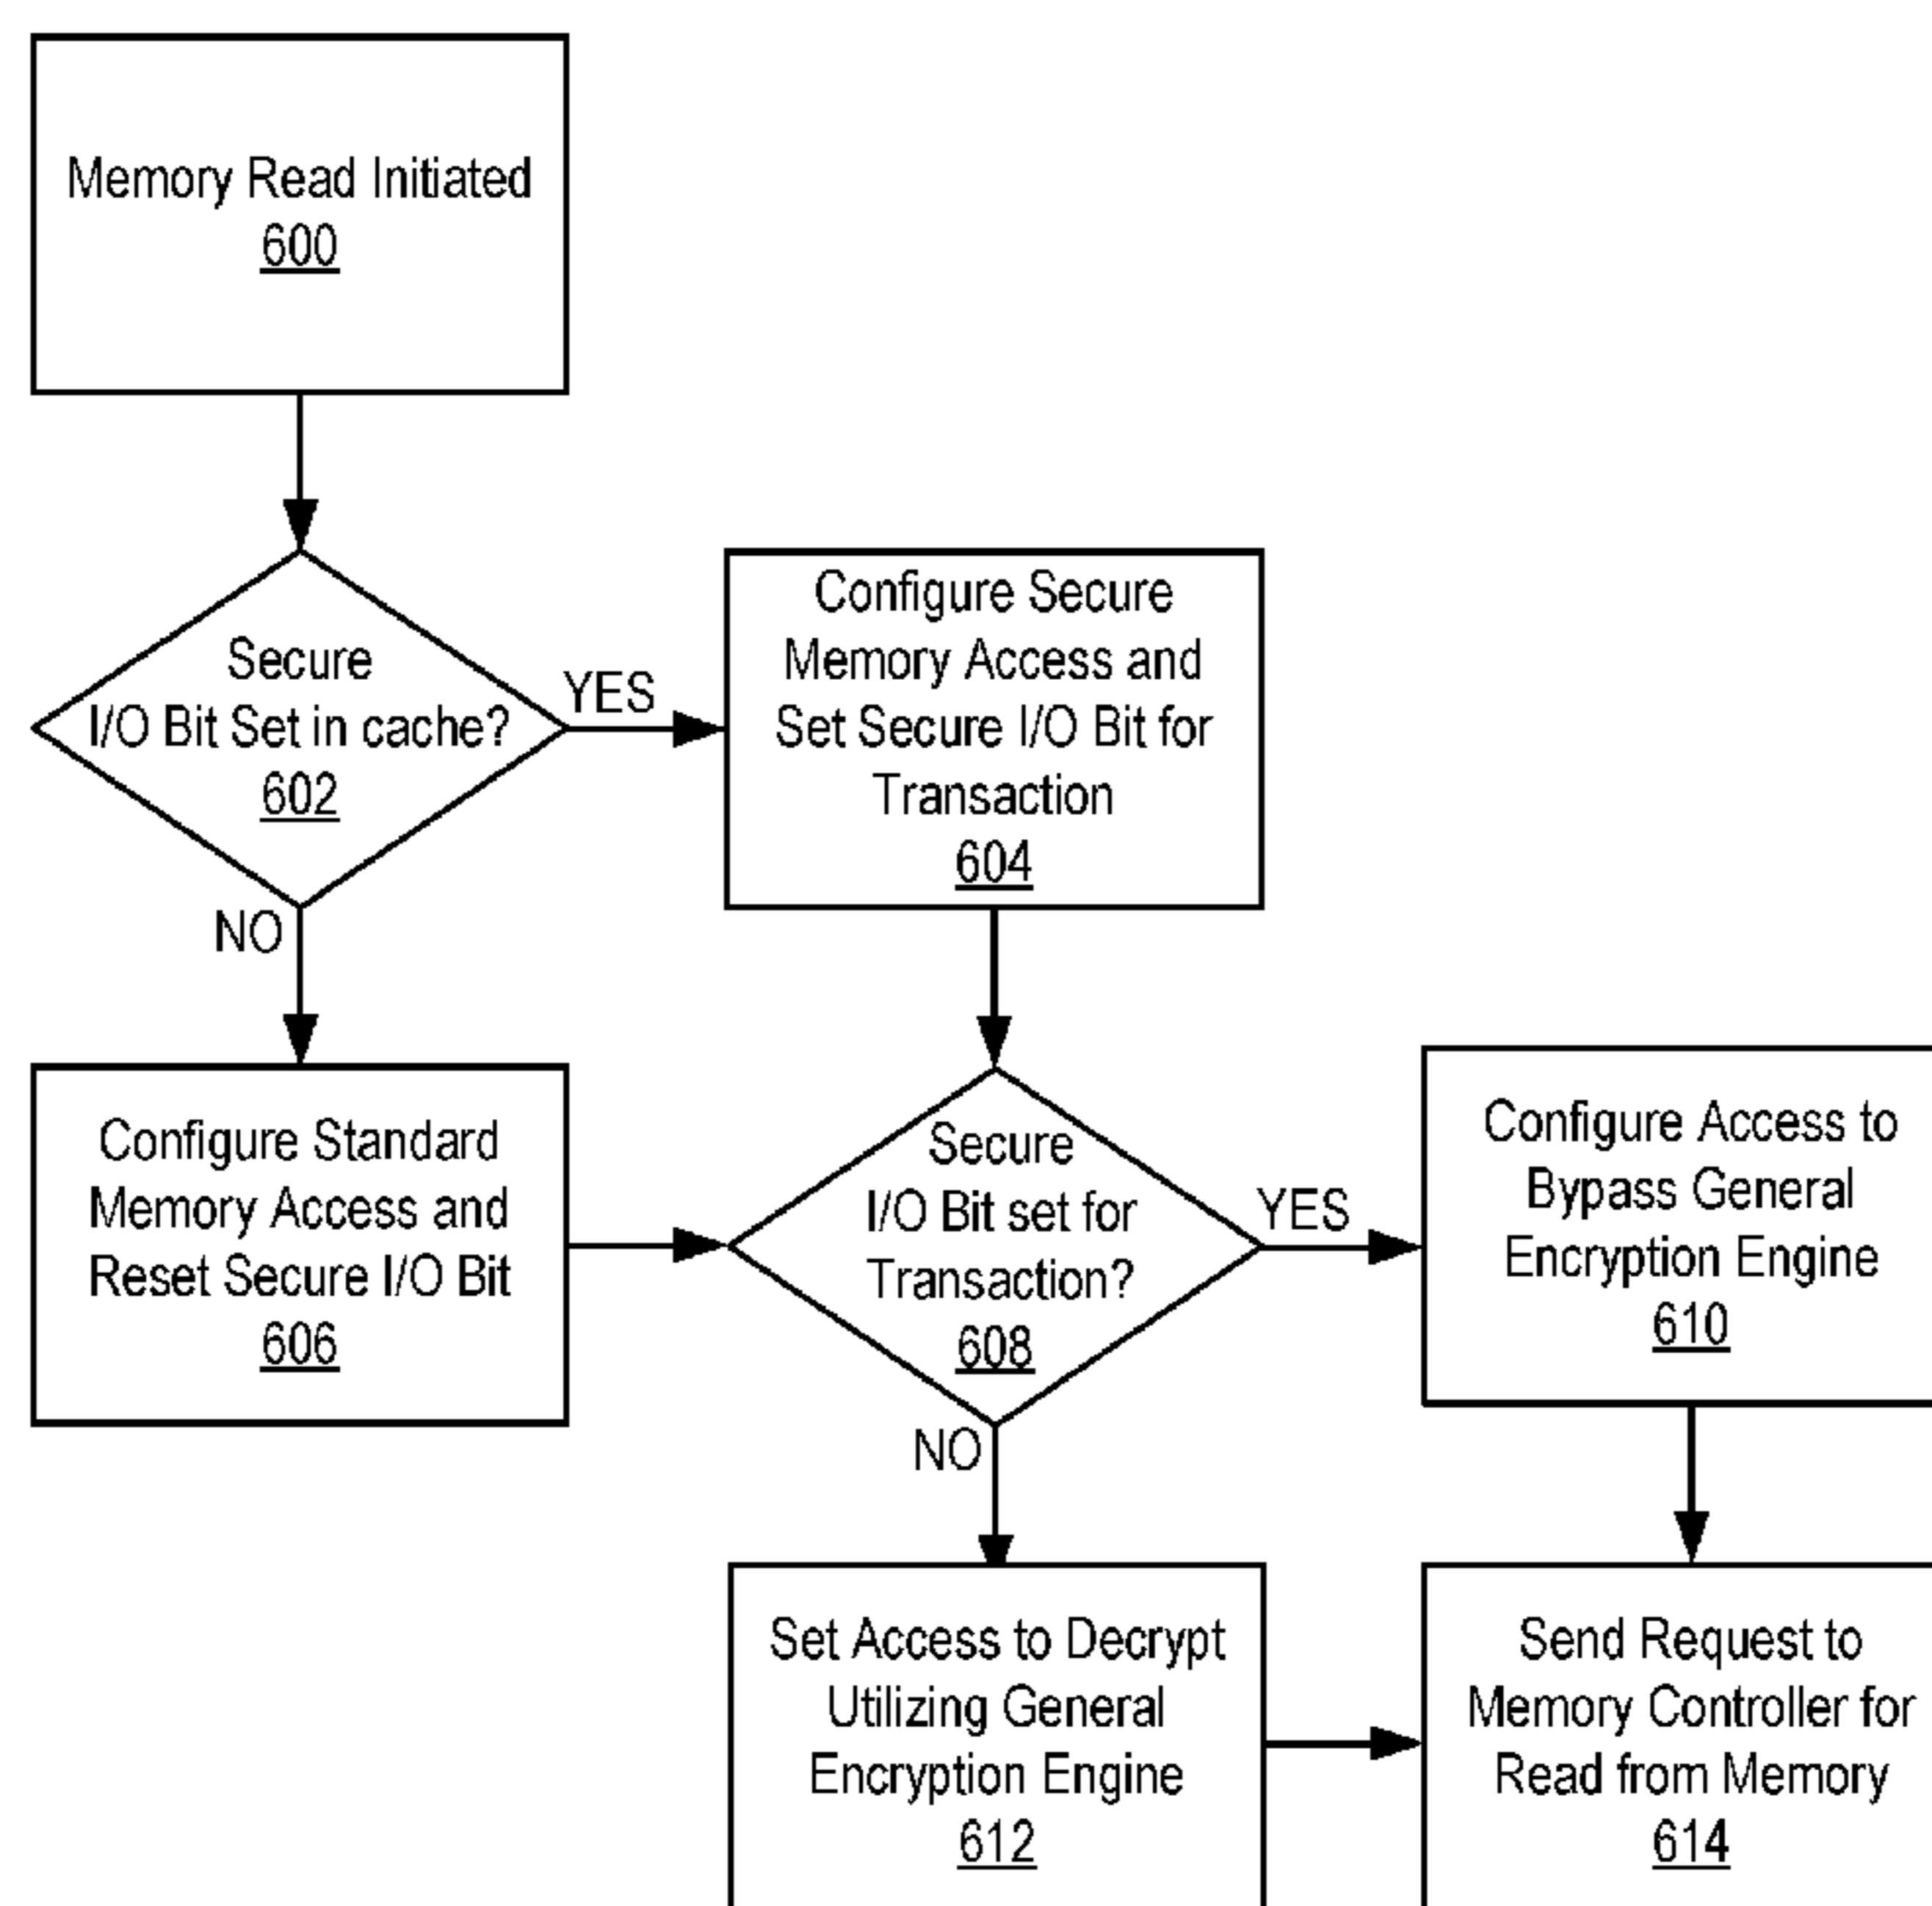 Memory Read Initiated
600
Secure
I/O Bit Set in cache?
602
YES
NO
Configure Secure
Memory Access and
Set Secure I/O Bit for
Transaction
604
Configure Standard
Memory Access and
Reset Secure I/O Bit
606
Secure
I/O Bit set for
Transaction?
608
YES
NO
Configure Access to
Bypass General
Encryption Engine
610
Set Access to Decrypt
Utilizing General
Encryption Engine
612
Send Request to
Memory Controller for
Read from Memory
614